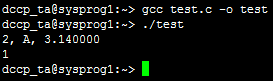 dccp_ta@sysprog1:~> gcc test.c -o test
dccp_ta@sysprog1:~> ./test
2, A, 3.140000
1
dccp_ta@sysprog1:~>